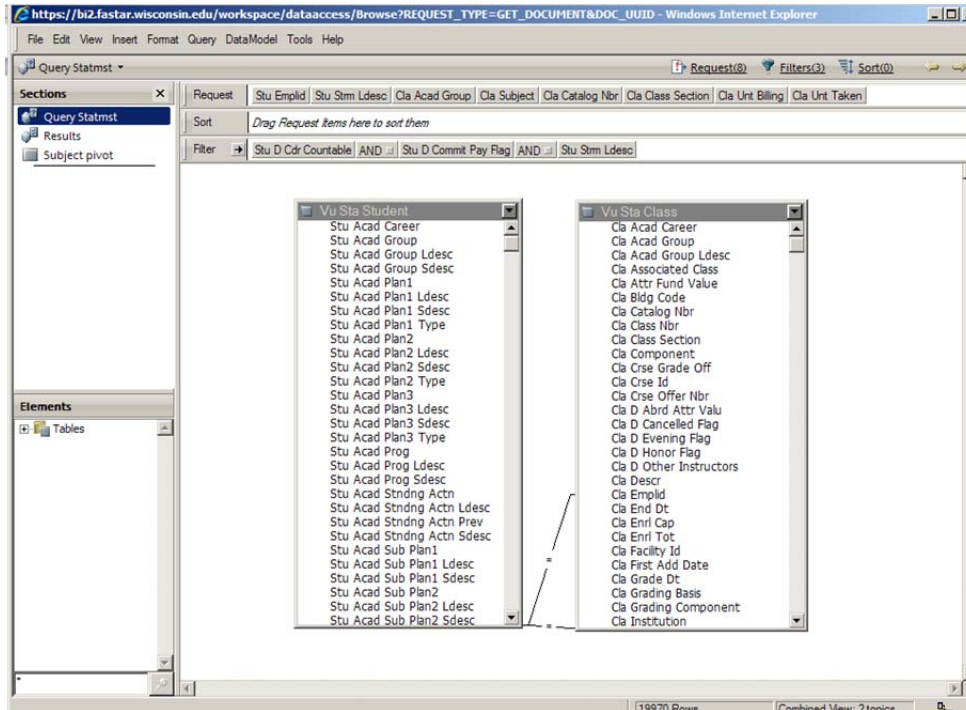 https://bi2.fastar.wisconsin.edu/workspace/dataaccess/Browse?REQUEST_TYPE=GET_DOCUMENT&DOC_UUID - Windows Internet Explorer
File Edit View Insert Format Query DataModel Tools Help
Query Statmst
Request(8) Filters(3) Sort(0)
Sections
Query Statmst
Results
Subject pivot
Request Stu Emplid Stu Strm Ldesc Cla Acad Group Cla Subject Cla Catalog Nbr Cla Class Section Cla Unt Billing Cla Unt Taken
Sort Drag Request items here to sort them
Filter Stu D Cdr Countable AND Stu D Commit Pay Flag AND Stu Strm Ldesc
Vu Sta Student
Stu Acad Career
Stu Acad Group
Stu Acad Group Ldesc
Stu Acad Group Sdesc
Stu Acad Plan1
Stu Acad Plan1 Ldesc
Stu Acad Plan1 Sdesc
Stu Acad Plan1 Type
Stu Acad Plan2
Stu Acad Plan2 Ldesc
Stu Acad Plan2 Sdesc
Stu Acad Plan2 Type
Stu Acad Plan3
Stu Acad Plan3 Ldesc
Stu Acad Plan3 Sdesc
Stu Acad Plan3 Type
Stu Acad Prog
Stu Acad Prog Ldesc
Stu Acad Prog Sdesc
Stu Acad Stndng Actn
Stu Acad Stndng Actn Ldesc
Stu Acad Stndng Actn Prev
Stu Acad Stndng Actn Sdesc
Stu Acad Sub Plan1
Stu Acad Sub Plan1 Ldesc
Stu Acad Sub Plan1 Sdesc
Stu Acad Sub Plan2
Stu Acad Sub Plan2 Ldesc
Stu Acad Sub Plan2 Sdesc
Vu Sta Class
Cla Acad Career
Cla Acad Group
Cla Acad Group Ldesc
Cla Associated Class
Cla Attr Fund Value
Cla Bldg Code
Cla Catalog Nbr
Cla Class Nbr
Cla Class Section
Cla Component
Cla Crse Grade Off
Cla Crse Id
Cla Crse Offer Nbr
Cla D Abrd Attr Valu
Cla D Cancelled Flag
Cla D Evening Flag
Cla D Honor Flag
Cla D Other Instructors
Cla Descr
Cla Emplid
Cla End Dt
Cla Enrl Cap
Cla Enrl Tot
Cla Facility Id
Cla First Add Date
Cla Grade Dt
Cla Grading Basis
Cla Grading Component
Cla Institution
=
=
Elements
Tables
*
19970 Rows Combined View: 2 topics